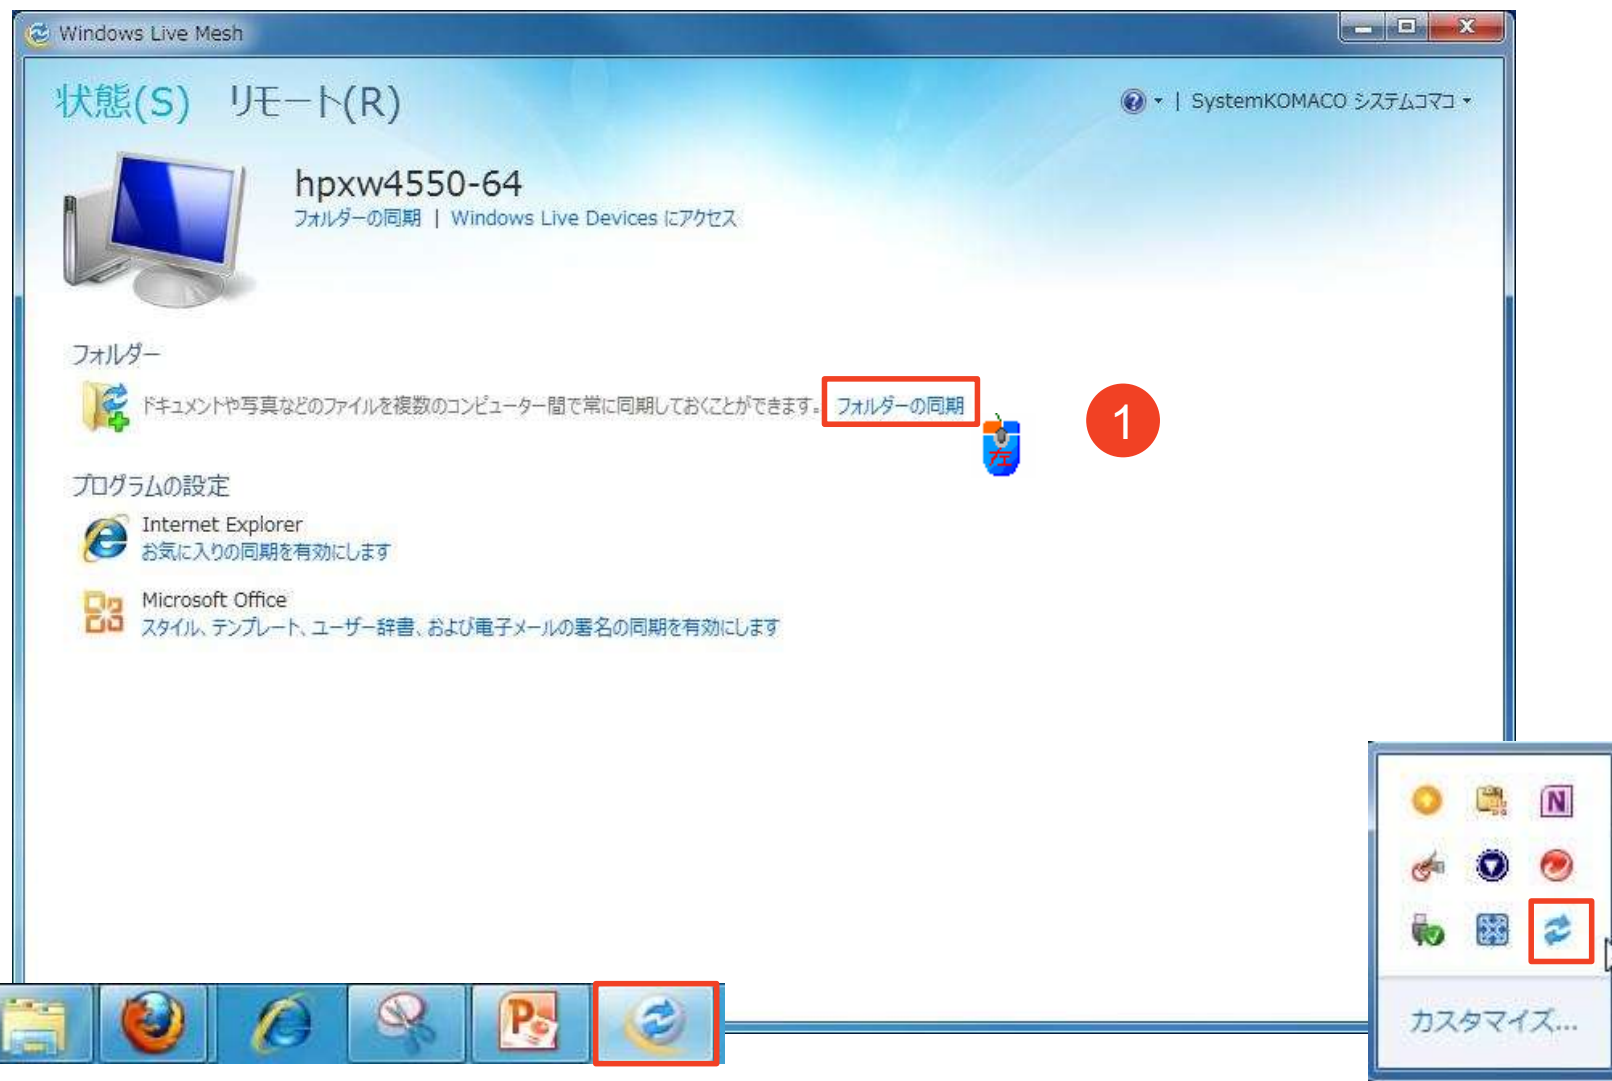 Windows Live Mesh
状態(S) リモート(R)
SystemKOMACO システムコマコ
hpxw4550-64
フォルダーの同期 | Windows Live Devices にアクセス
フォルダー
ドキュメントや写真などのファイルを複数のコンピューター間で常に同期しておくことができます。 フォルダーの同期
左
1
プログラムの設定
Internet Explorer
お気に入りの同期を有効にします
Microsoft Office
スタイル、テンプレート、ユーザー辞書、および電子メールの署名の同期を有効にします
N
カスタマイズ...
P